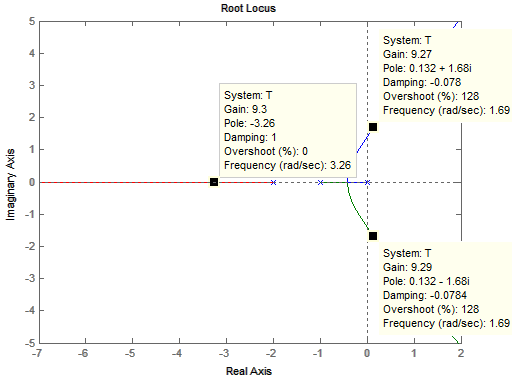 Root Locus
System: T
Gain: 9.27
Pole: 0.132 + 1.68i
Damping: -0.078
Overshoot (%): 128
Frequency (rad/sec): 1.69
System: T
Gain: 9.3
Pole: -3.26
Damping: 1
Overshoot (%): 0
Frequency (rad/sec): 3.26
System: T
Gain: 9.29
Pole: 0.132 - 1.68i
Damping: -0.0784
Overshoot (%): 128
Frequency (rad/sec): 1.69
Imaginary Axis
5
4
3
2
1
0
-1
-2
-3
-4
-5
-7 -6 -5 -4 -3 -2 -1 0 1 2
Real Axis